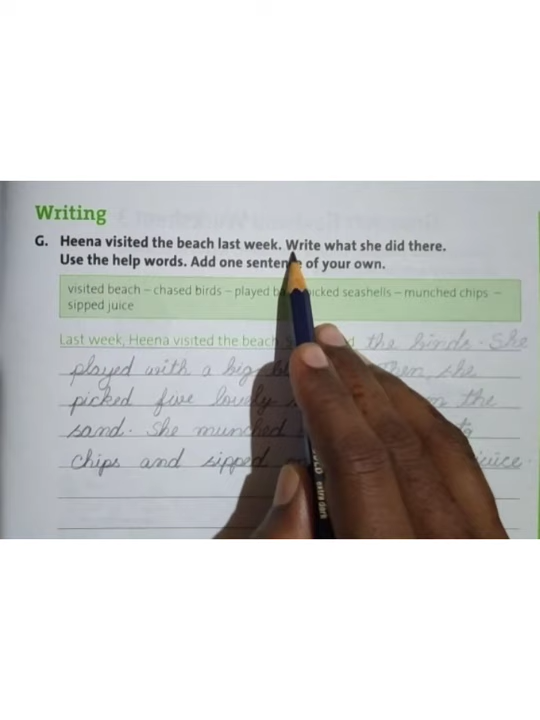 Writing
G. Heena visited the beach last week. Write what she did there.
Use the help words. Add one sentence of your own.
visited beach – chased birds – played picked seashells – munched chips –
sipped juice
Last week, Heena visited the beach. the birds. She
played with a big Then, she
picked five lovely the
sand. She munched
chips and sipped juice.